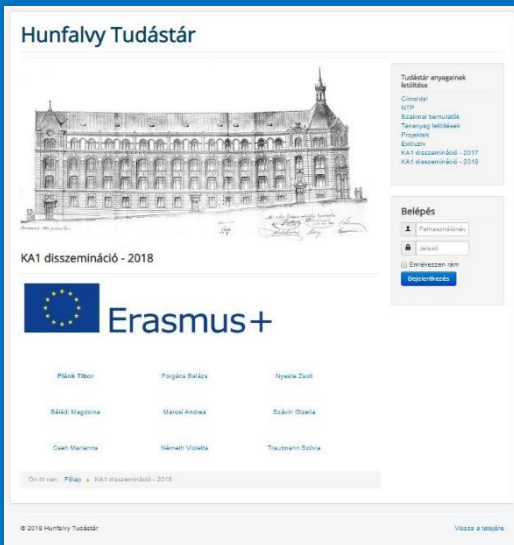 Hunfalvy Tudástár
Tudástár anyagainak
letöltése
Címoldal
NTP
Szakmai bemutatók
Tananyag letöltések
Projektek
Exkluzív
KA1 disszemináció - 2017
KA1 disszemináció - 2018
Belépés
Felhasználónév
Jelszó
Emlékezzen rám
Bejelentkezés
KA1 disszemináció - 2018
Erasmus+
Plánk Tibor
Forgács Balázs
Nyeste Zsolt
Béládi Magdolna
Marosi Andrea
Szávin Gizella
Cseh Marianna
Németh Violetta
Trautmann Szilvia
Ön itt van: Főlap KA1 disszemináció - 2018
© 2019 Hunfalvy Tudástár
Vissza a tetejére